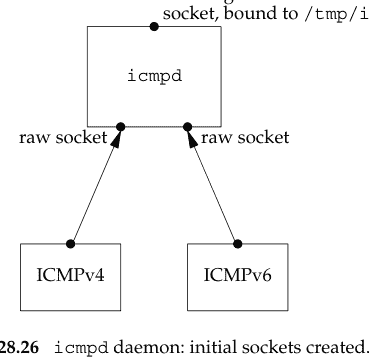 socket, bound to /tmp/i
icmpd
raw socket raw socket
ICMPv4 ICMPv6
28.26 icmpd daemon: initial sockets created.